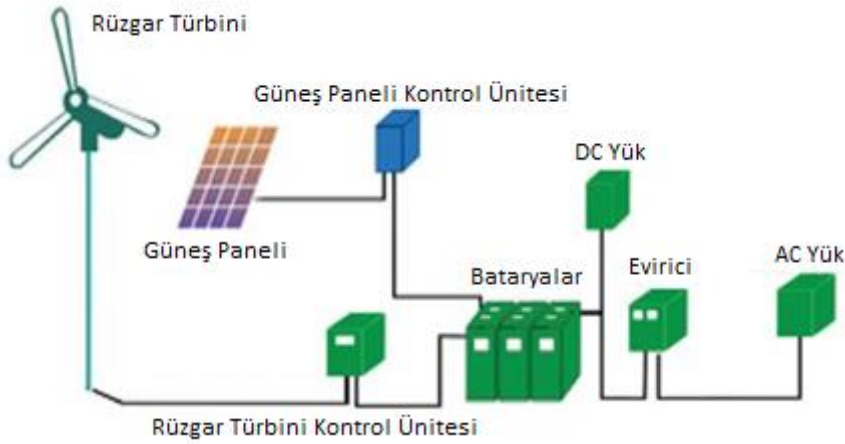 Rüzgar Türbini
Güneş Paneli Kontrol Ünitesi
DC Yük
Güneş Paneli
Bataryalar
Evirici
AC Yük
Rüzgar Türbini Kontrol Ünitesi